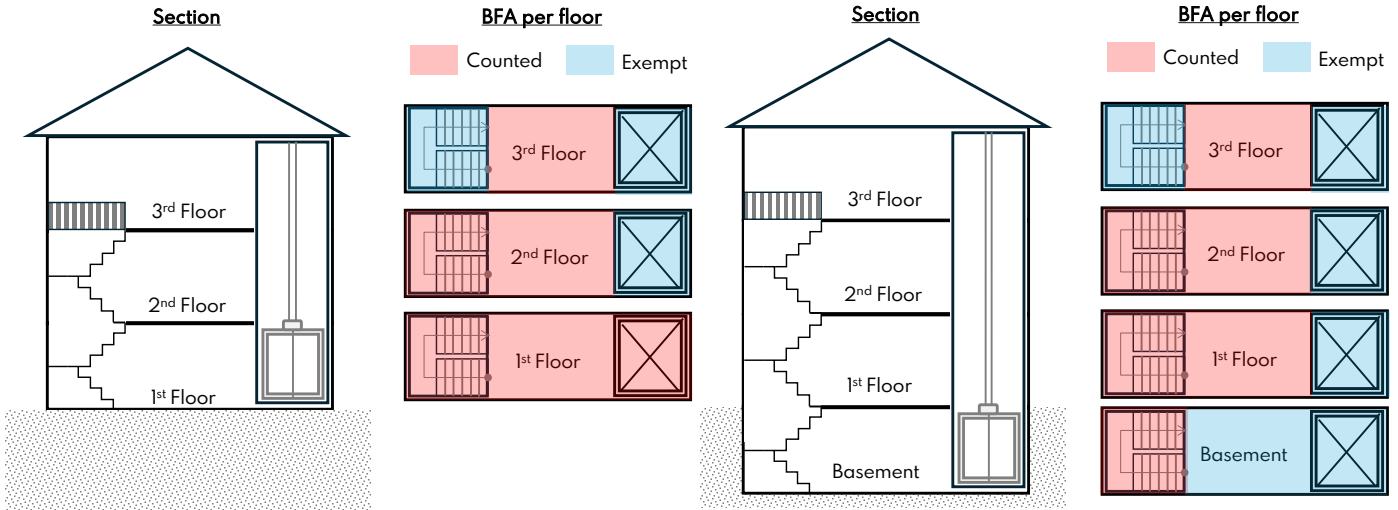 Section
BFA per floor
Counted
Exempt
3rd Floor
2nd Floor
1st Floor
3rd Floor
2nd Floor
1st Floor
Section
BFA per floor
Counted
Exempt
3rd Floor
2nd Floor
1st Floor
Basement
3rd Floor
2nd Floor
1st Floor
Basement